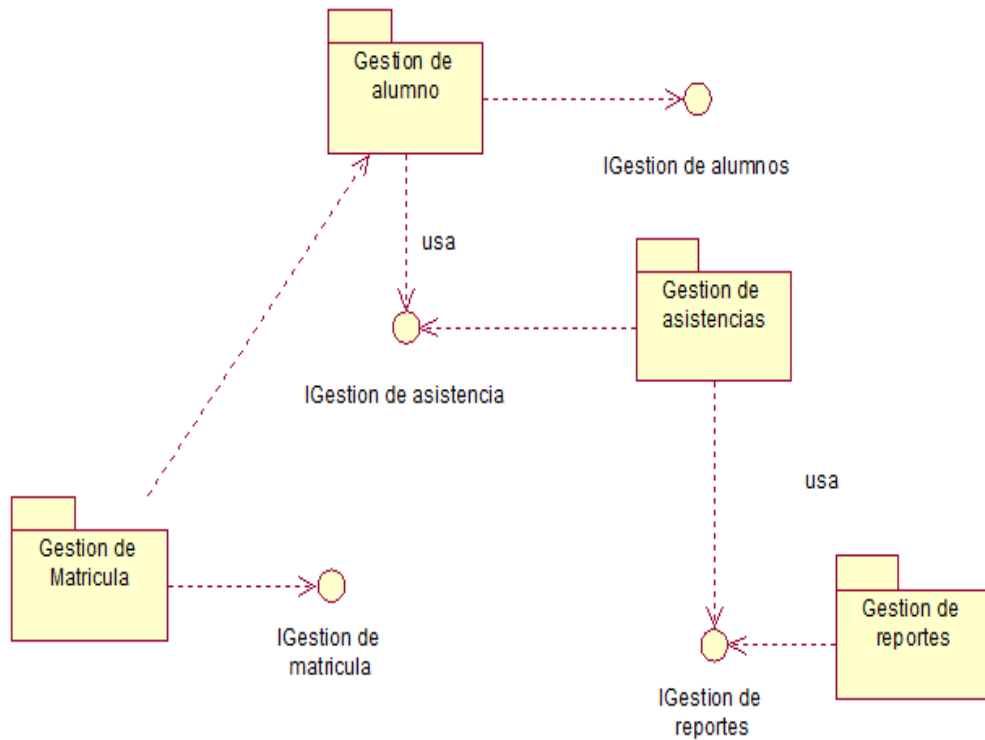 Gestion de
alumno
IGestion de alumnos
usa
Gestion de
asistencias
IGestion de asistencia
usa
Gestion de
Matricula
IGestion de
matricula
Gestion de
reportes
IGestion de
reportes